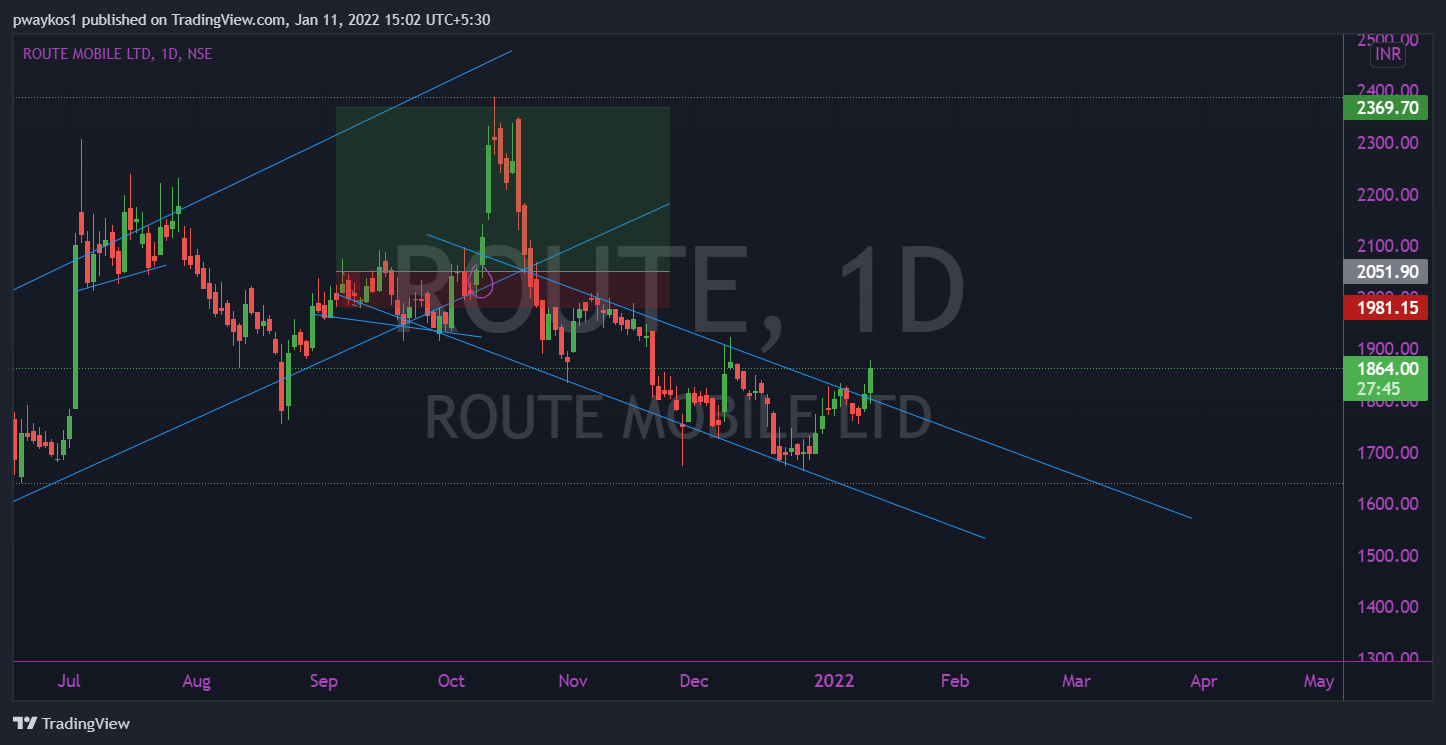 pwaykos1 published on TradingView.com, Jan 11, 2022 15:02 UTC+5:30
ROUTE MOBILE LTD, 1D, NSE
2500.00
INR
2400.00
2369.70
2300.00
2200.00
2100.00
2051.90
2000.00
1981.15
1900.00
1864.00
27:45
1800.00
1700.00
1600.00
1500.00
1400.00
1300.00
ROUTE, 1D
ROUTE MOBILE LTD
Jul Aug Sep Oct Nov Dec 2022 Feb Mar Apr May
TradingView